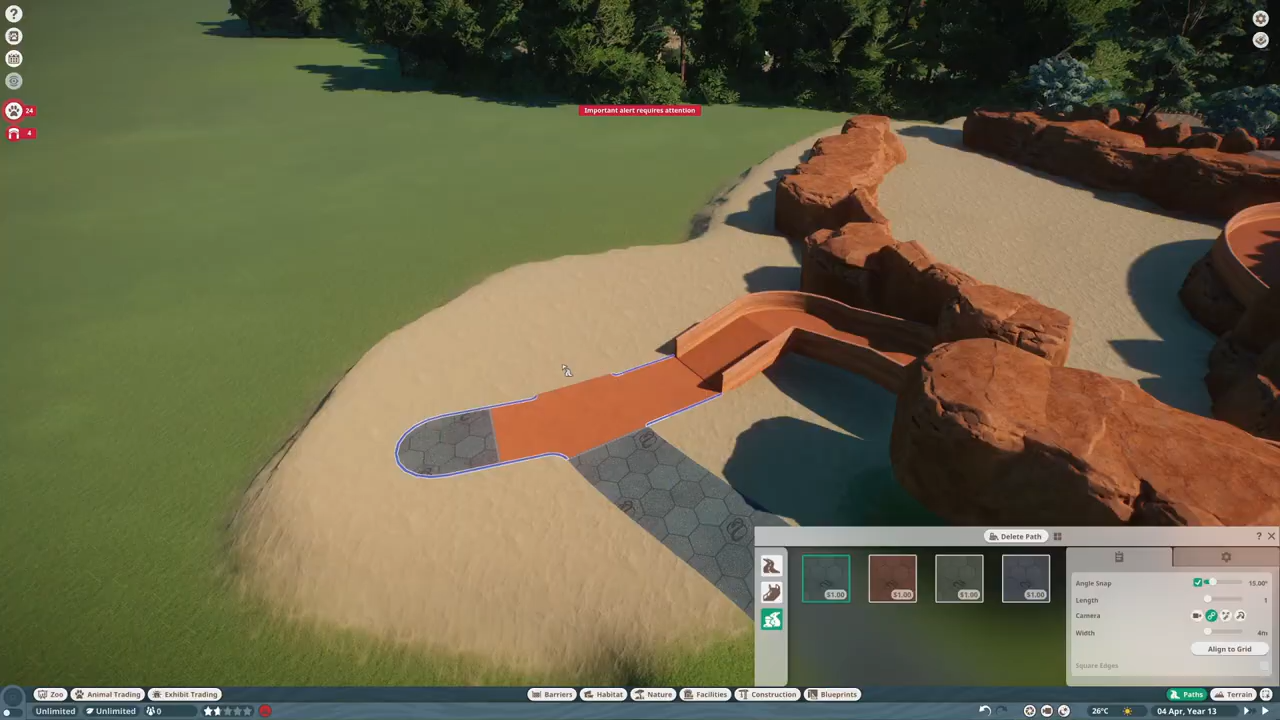 ?
24
4
Important alert requires attention
Delete Path
?
$1.00
$1.00
$1.00
$1.00
Angle Snap
15.00°
Length
1
Camera
Width
4m
Align to Grid
Square Edges
Zoo
Animal Trading
Exhibit Trading
Barriers
Habitat
Nature
Facilities
Construction
Blueprints
Paths
Terrain
Unlimited
Unlimited
0
26°C
04 Apr, Year 13